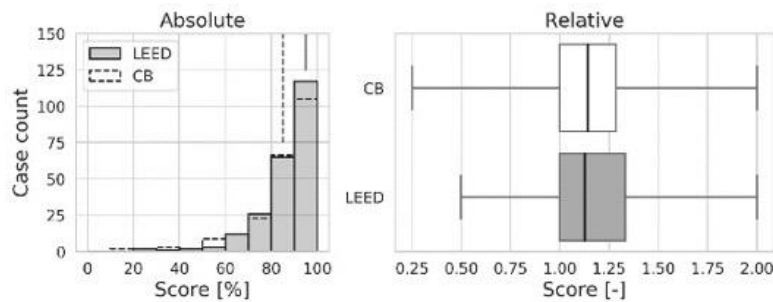 Absolute
Relative
150
125
100
75
50
25
0
Case count
LEED
CB
0 20 40 60 80 100
Score [%]
CB
LEED
0.25 0.50 0.75 1.00 1.25 1.50 1.75 2.00
Score [-]